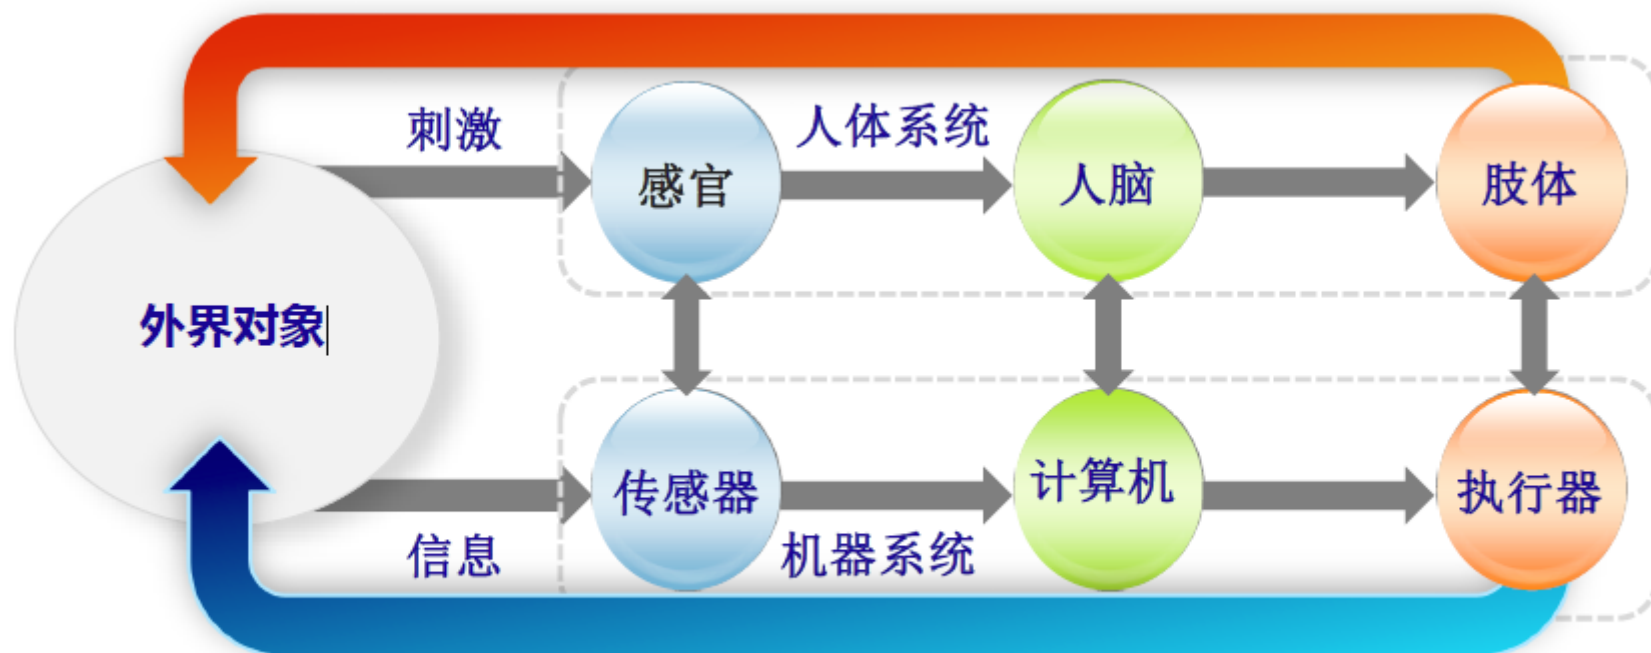 刺激
人体系统
感官
人脑
肢体
外界对象
传感器
计算机
执行器
信息
机器系统